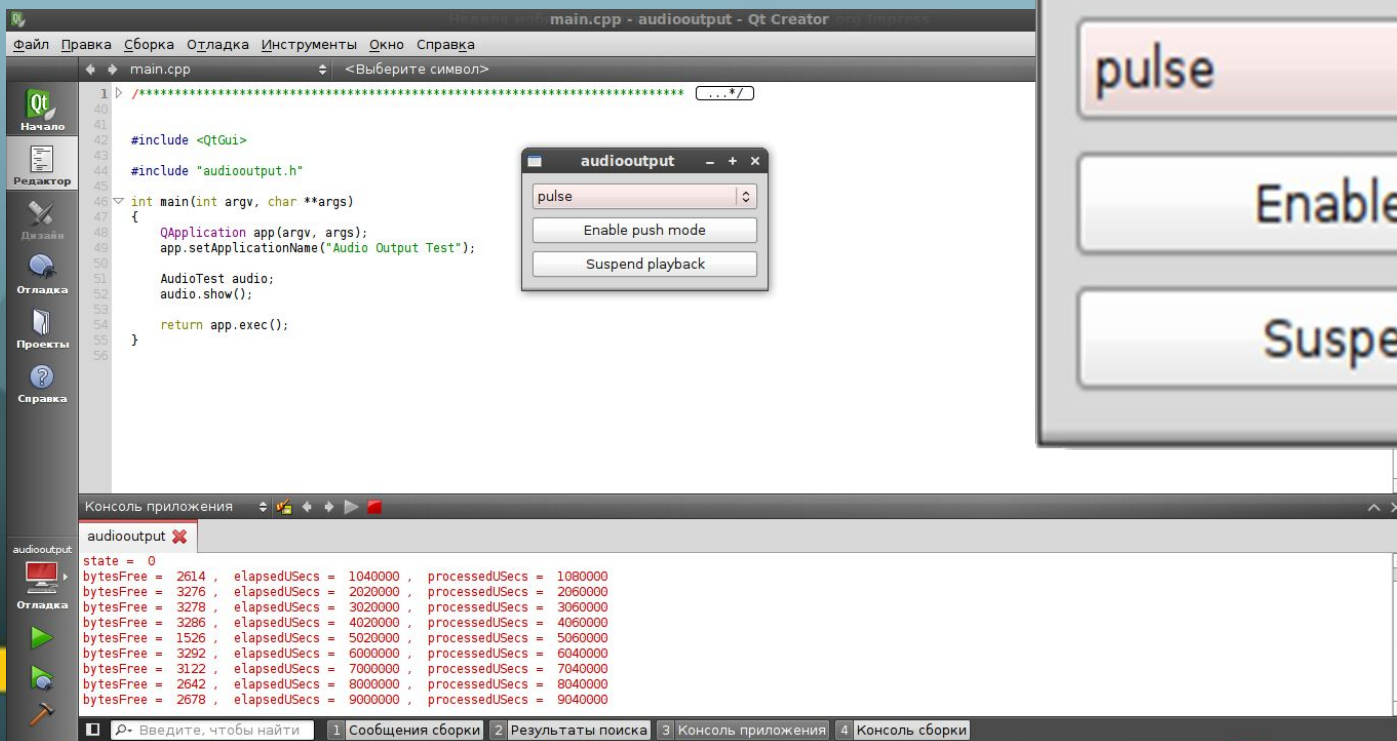 main.cpp - audiooutput - Qt Creator
Файл Правка Сборка Отладка Инструменты Окно Справка
main.cpp <Выберите символ>
Начало
Редактор
Дизайн
Отладка
Проекты
Справка
audiooutput
Отладка
1 /**************************************************************************** ...*/
40
41
42 #include <QtGui>
43
44 #include "audiooutput.h"
45
46 int main(int argv, char **args)
47 {
48 QApplication app(argv, args);
49 app.setApplicationName("Audio Output Test");
50
51 AudioTest audio;
52 audio.show();
53
54 return app.exec();
55 }
56
audiooutput
pulse
Enable push mode
Suspend playback
pulse
Enable
Suspe
Консоль приложения
audiooutput
state = 0
bytesFree = 2614 , elapsedUSecs = 1040000 , processedUSecs = 1080000
bytesFree = 3276 , elapsedUSecs = 2020000 , processedUSecs = 2060000
bytesFree = 3278 , elapsedUSecs = 3020000 , processedUSecs = 3060000
bytesFree = 3286 , elapsedUSecs = 4020000 , processedUSecs = 4060000
bytesFree = 1526 , elapsedUSecs = 5020000 , processedUSecs = 5060000
bytesFree = 3292 , elapsedUSecs = 6000000 , processedUSecs = 6040000
bytesFree = 3122 , elapsedUSecs = 7000000 , processedUSecs = 7040000
bytesFree = 2642 , elapsedUSecs = 8000000 , processedUSecs = 8040000
bytesFree = 2678 , elapsedUSecs = 9000000 , processedUSecs = 9040000
Введите, чтобы найти 1 Сообщения сборки 2 Результаты поиска 3 Консоль приложения 4 Консоль сборки